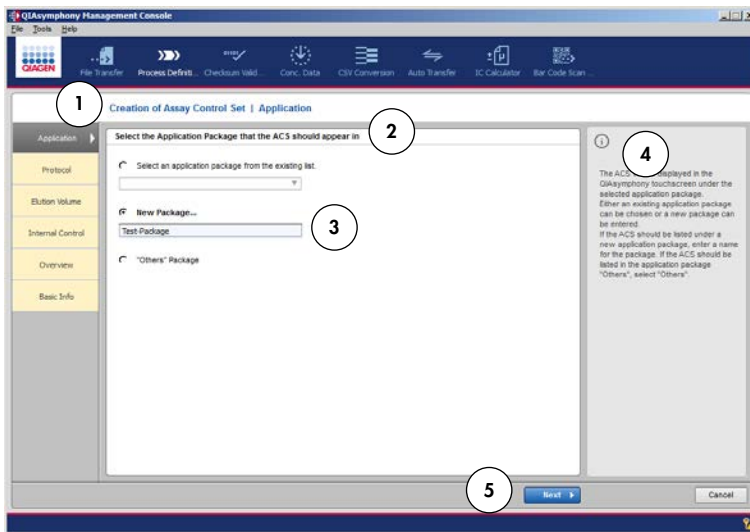 QIAsymphony Management Console
File Tools Help
QIAGEN
File Transfer Process Definiti... Checksum Valid... Conc. Data CSV Conversion Auto Transfer IC Calculator Bar Code Scan ...
1
Creation of Assay Control Set | Application
Application
Protocol
Elution Volume
Internal Control
Overview
Basic Info
Select the Application Package that the ACS should appear in
2
Select an application package from the existing list.
New Package...
Test-Package
3
"Others" Package
4
The ACS displayed in the
QIAsymphony touchscreen under the
selected application package.
Either an existing application package
can be chosen or a new package can
be entered.
If the ACS should be listed under a
new application package, enter a name
for the package. If the ACS should be
listed in the application package
"Others", select "Others".
5
Next
Cancel